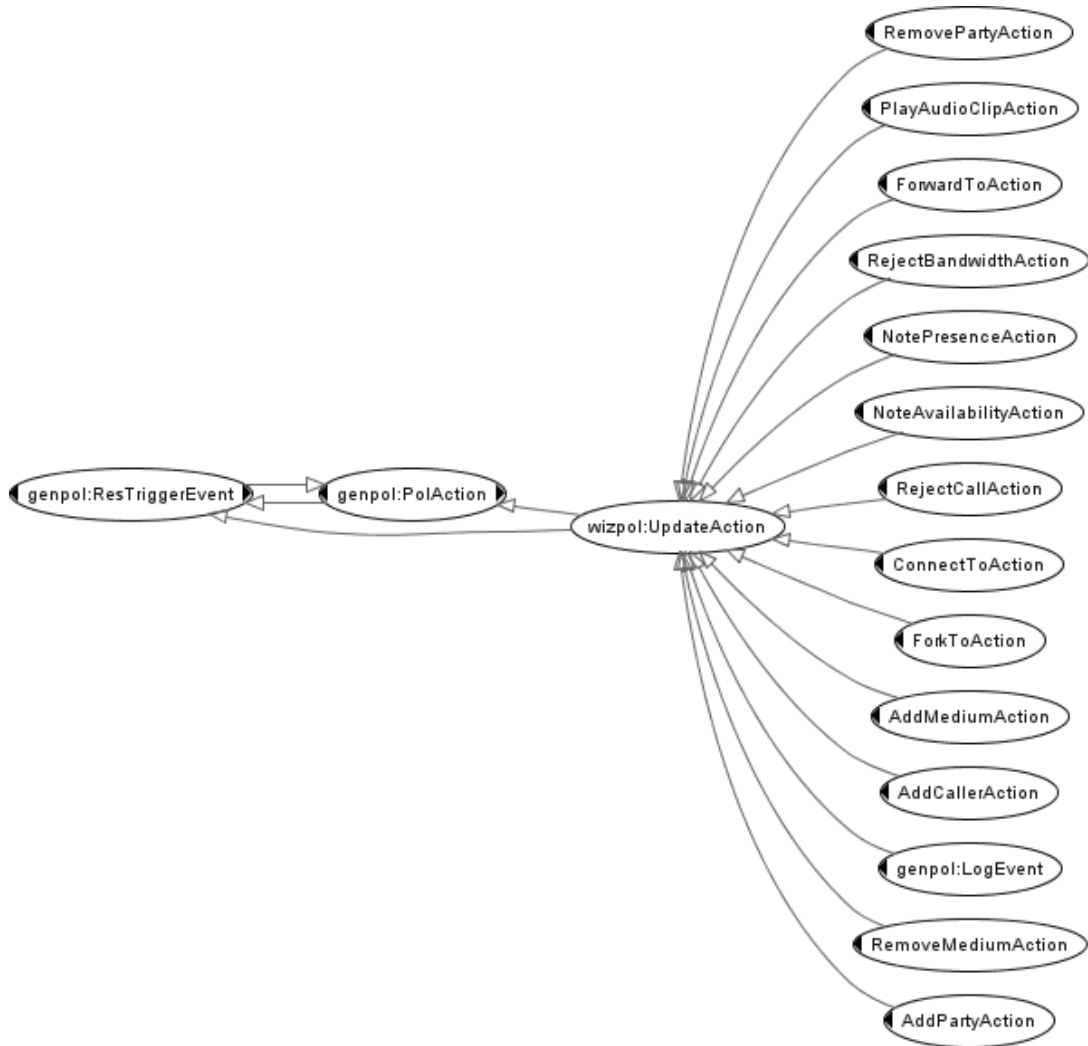 RemovePartyAction
PlayAudioClipAction
ForwardToAction
RejectBandwidthAction
NotePresenceAction
NoteAvailabilityAction
genpol:ResTriggerEvent
genpol:PolAction
wizpol:UpdateAction
RejectCallAction
ConnectToAction
ForkToAction
AddMediumAction
AddCallerAction
genpol:LogEvent
RemoveMediumAction
AddPartyAction